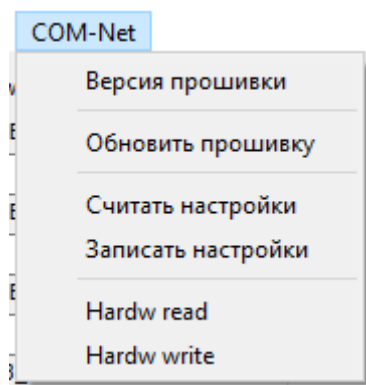 COM-Net
Версия прошивки
Обновить прошивку
Считать настройки
Записать настройки
Hardw read
Hardw write